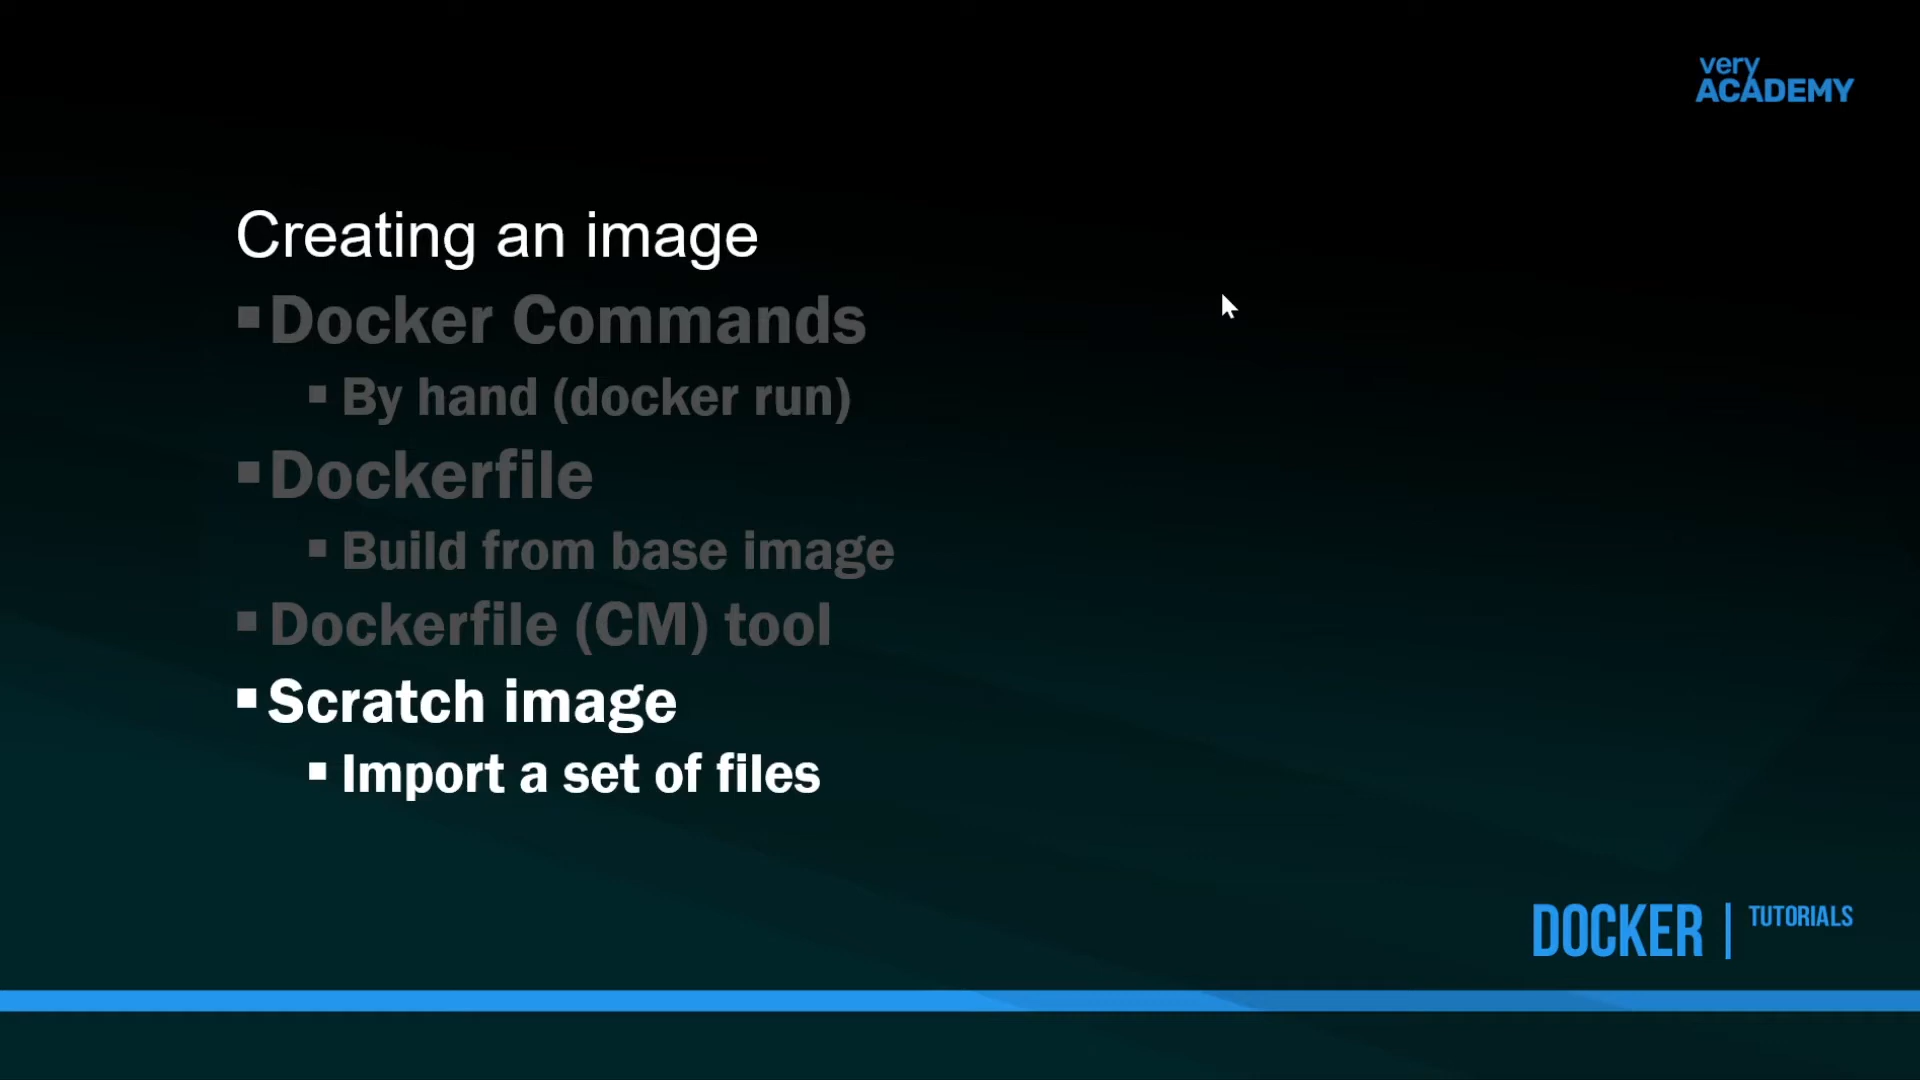 very
ACADEMY
Creating an image
▪Docker Commands
▪By hand (docker run)
▪Dockerfile
▪Build from base image
▪Dockerfile (CM) tool
▪Scratch image
▪Import a set of files
DOCKER | TUTORIALS